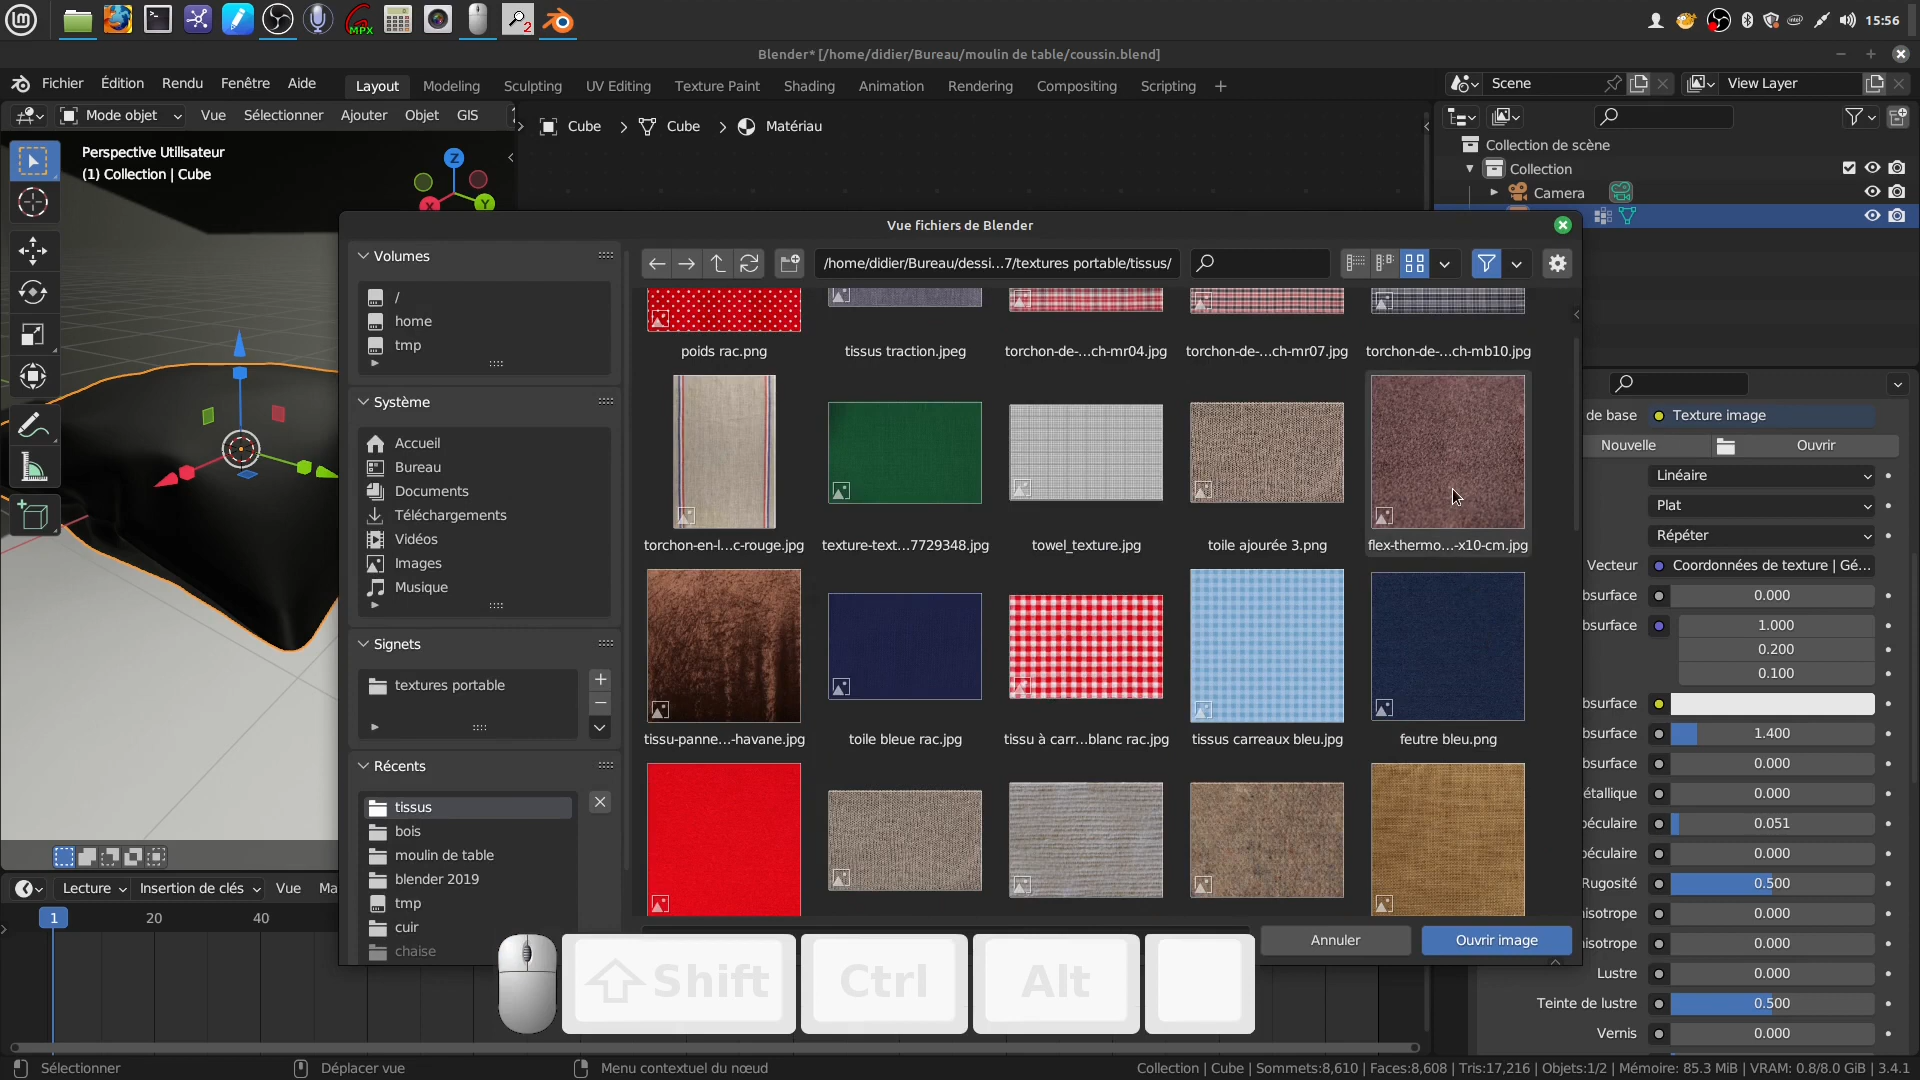 MPX
2
15:56
Blender* [/home/didier/Bureau/moulin de table/coussin.blend]
Fichier Édition Rendu Fenêtre Aide
Layout Modeling Sculpting UV Editing Texture Paint Shading Animation Rendering Compositing Scripting +
Scene
View Layer
Mode objet Vue Sélectionner Ajouter Objet GIS
Cube > Cube > Matériau
Collection de scène
Collection
Camera
Perspective Utilisateur
(1) Collection | Cube
Z
X
Y
Vue fichiers de Blender
Volumes
/
home
tmp
Système
Accueil
Bureau
Documents
Téléchargements
Vidéos
Images
Musique
Signets
textures portable
Récents
tissus
bois
moulin de table
blender 2019
tmp
cuir
chaise
/home/didier/Bureau/dessi...7/textures portable/tissus/
poids rac.png
tissus traction.jpeg
torchon-de-...ch-mr04.jpg
torchon-de-...ch-mr07.jpg
torchon-de-...ch-mb10.jpg
torchon-en-l...c-rouge.jpg
texture-text...7729348.jpg
towel_texture.jpg
toile ajourée 3.png
flex-thermo...-x10-cm.jpg
tissu-panne...-havane.jpg
toile bleue rac.jpg
tissu à carr...blanc rac.jpg
tissus carreaux bleu.jpg
feutre bleu.png
Annuler
Ouvrir image
de base Texture image
Nouvelle Ouvrir
Linéaire
Plat
Répéter
Vecteur Coordonnées de texture | Gé...
bsurface 0.000
bsurface 1.000
0.200
0.100
bsurface
bsurface 1.400
bsurface 0.000
étallique 0.000
péculaire 0.051
péculaire 0.000
Rugosité 0.500
isotrope 0.000
nisotrope 0.000
Lustre 0.000
Teinte de lustre 0.500
Vernis 0.000
Lecture Insertion de clés Vue Ma
1 20 40
Shift Ctrl Alt
Sélectionner
Déplacer vue
Menu contextuel du nœud
Collection | Cube | Sommets:8,610 | Faces:8,608 | Tris:17,216 | Objets:1/2 | Mémoire: 85.3 MiB | VRAM: 0.8/8.0 GiB | 3.4.1